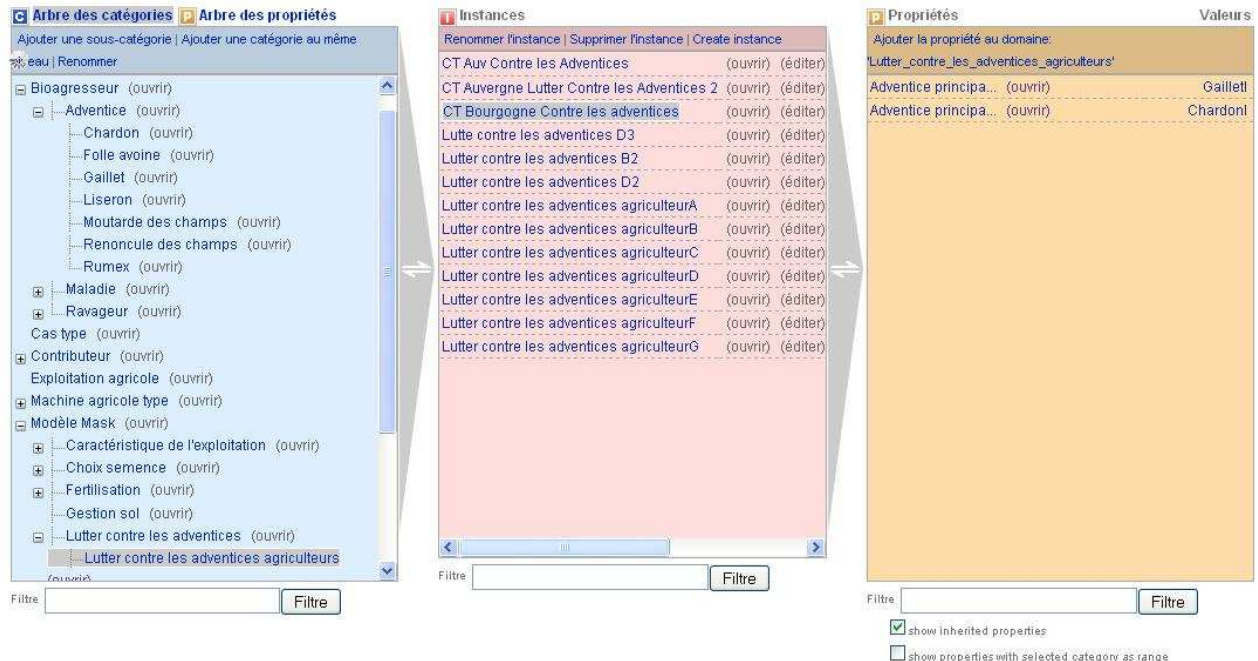 C Arbre des catégories P Arbre des propriétés
Ajouter une sous-catégorie | Ajouter une catégorie au même
eau | Renommer
Bioagresseur (ouvrir)
Adventice (ouvrir)
Chardon (ouvrir)
Folle avoine (ouvrir)
Gaillet (ouvrir)
Liseron (ouvrir)
Moutarde des champs (ouvrir)
Renoncule des champs (ouvrir)
Rumex (ouvrir)
Maladie (ouvrir)
Ravageur (ouvrir)
Cas type (ouvrir)
Contributeur (ouvrir)
Exploitation agricole (ouvrir)
Machine agricole type (ouvrir)
Modèle Mask (ouvrir)
Caractéristique de l'exploitation (ouvrir)
Choix semence (ouvrir)
Fertilisation (ouvrir)
Gestion sol (ouvrir)
Lutter contre les adventices (ouvrir)
Lutter contre les adventices agriculteurs
(ouvrir)
Filtre Filtre
I Instances
Renommer l'instance | Supprimer l'instance | Create instance
CT Auv Contre les Adventices (ouvrir) (éditer)
CT Auvergne Lutter Contre les Adventices 2 (ouvrir) (éditer)
CT Bourgogne Contre les adventices (ouvrir) (éditer)
Lutte contre les adventices D3 (ouvrir) (éditer)
Lutter contre les adventices B2 (ouvrir) (éditer)
Lutter contre les adventices D2 (ouvrir) (éditer)
Lutter contre les adventices agriculteurA (ouvrir) (éditer)
Lutter contre les adventices agriculteurB (ouvrir) (éditer)
Lutter contre les adventices agriculteurC (ouvrir) (éditer)
Lutter contre les adventices agriculteurD (ouvrir) (éditer)
Lutter contre les adventices agriculteurE (ouvrir) (éditer)
Lutter contre les adventices agriculteurF (ouvrir) (éditer)
Lutter contre les adventices agriculteurG (ouvrir) (éditer)
Filtre Filtre
P Propriétés Valeurs
Ajouter la propriété au domaine:
'Lutter_contre_les_adventices_agriculteurs'
Adventice principa... (ouvrir) Gaillet|
Adventice principa... (ouvrir) Chardon|
Filtre Filtre
show inherited properties
show properties with selected category as range